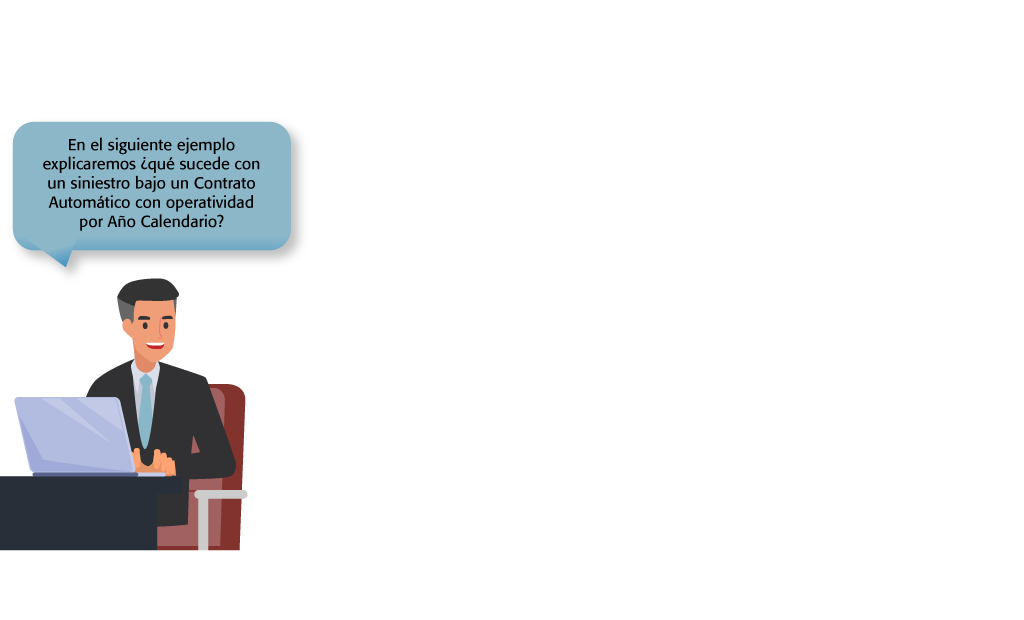 En el siguiente ejemplo
explicaremos ¿qué sucede con
un siniestro bajo un Contrato
Automático con operatividad
por Año Calendario?